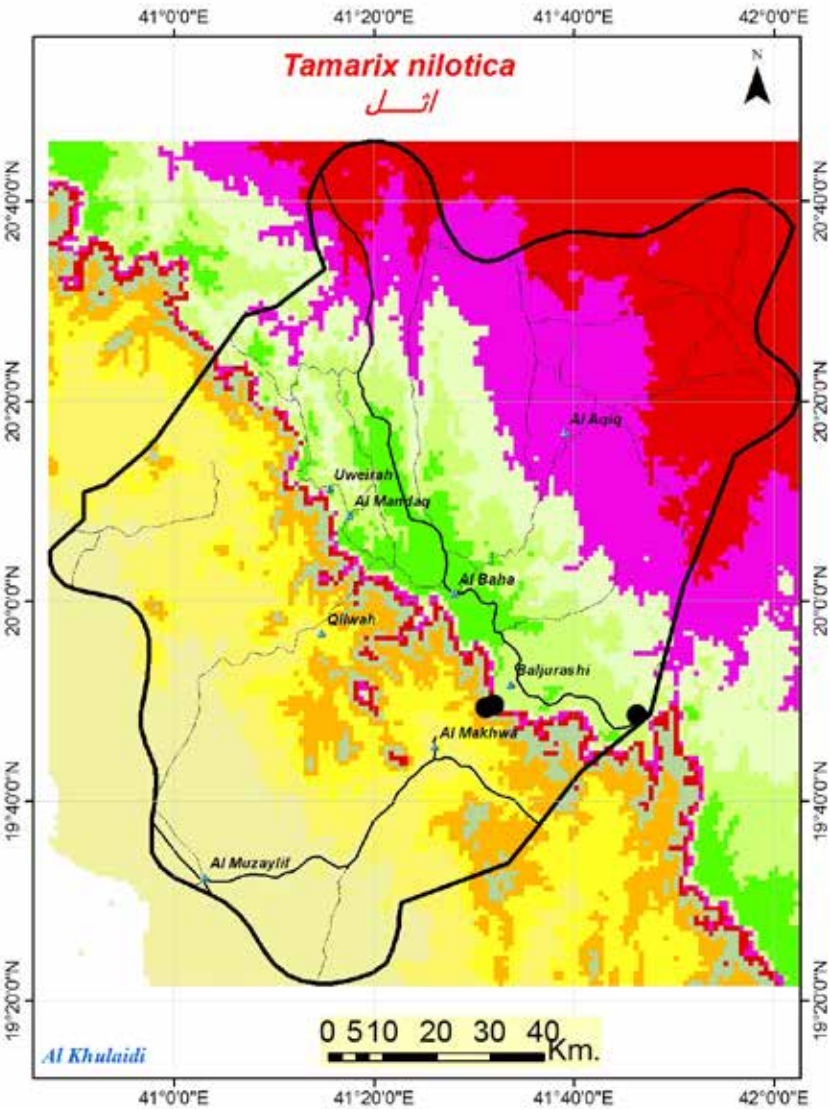 41°0'0"E 41°20'0"E 41°40'0"E 42°0'0"E
Tamarix nilotica
N
اثــــل
20°40'0"N 20°40'0"N
20°20'0"N 20°20'0"N
Al Aqiq
Uweirah
Al Mandaq
Al Baha
20°0'0"N 20°0'0"N
Qilwah
Baljurashi
Al Makhwa
19°40'0"N 19°40'0"N
Al Muzaylif
19°20'0"N 19°20'0"N
0 5 10 20 30 40 Km.
Al Khulaidi
41°0'0"E 41°20'0"E 41°40'0"E 42°0'0"E